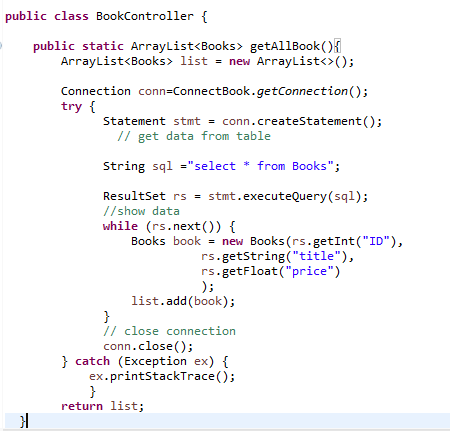 public class BookController {
public static ArrayList<Books> getAllBook(){
ArrayList<Books> list = new ArrayList<>();
Connection conn=ConnectBook.getConnection();
try {
Statement stmt = conn.createStatement();
// get data from table
String sql ="select * from Books";
ResultSet rs = stmt.executeQuery(sql);
//show data
while (rs.next()) {
Books book = new Books(rs.getInt("ID"),
rs.getString("title"),
rs.getFloat("price")
);
list.add(book);
}
// close connection
conn.close();
} catch (Exception ex) {
ex.printStackTrace();
}
return list;
}